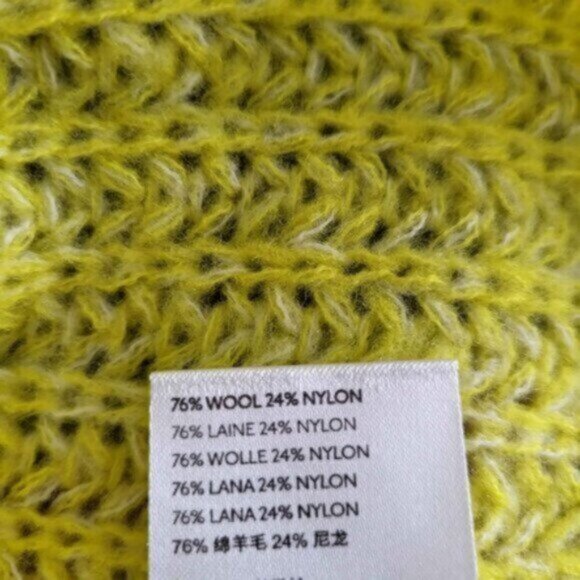 76% WOOL 24% NYLON
76% LAINE 24% NYLON
76% WOLLE 24% NYLON
76% LANA 24% NYLON
76% LANA 24% NYLON
76% 绵羊毛 24% 尼龙